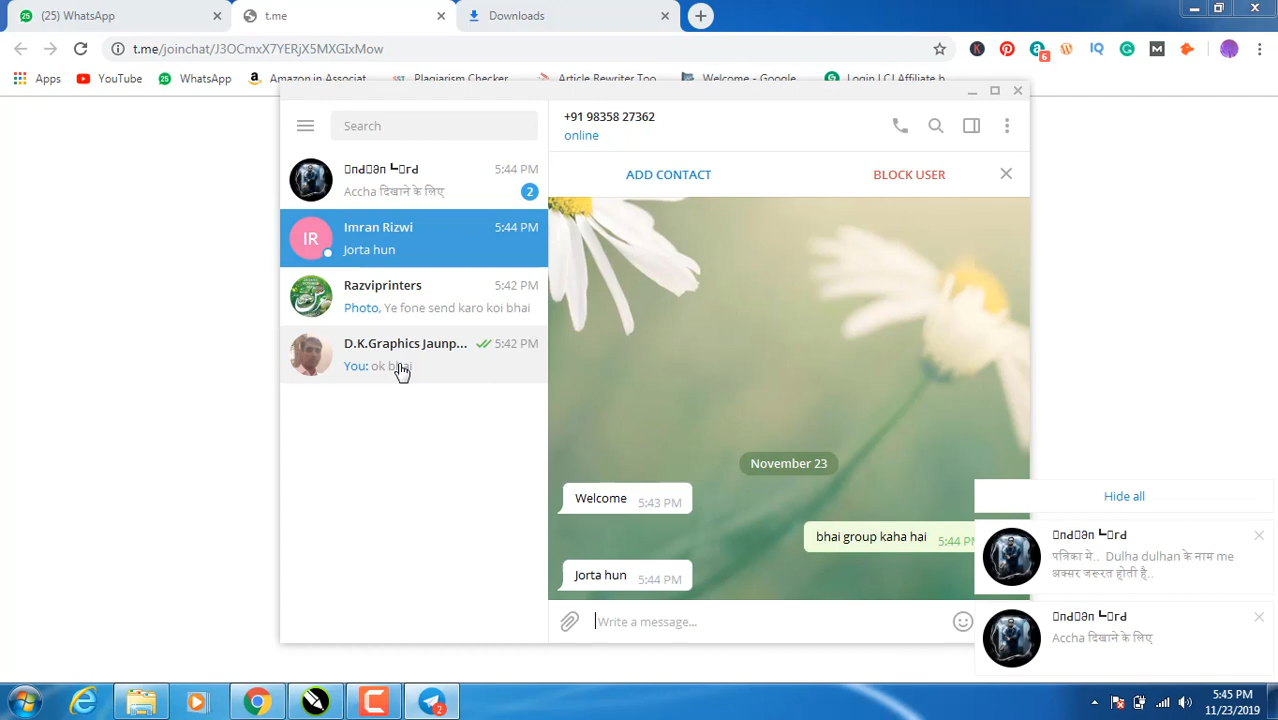 (25) WhatsApp
t.me
Downloads
t.me/joinchat/J3OCmxX7YERjX5MXGIxMow
Apps
YouTube
WhatsApp
Amazon in Associat
Plagiarism Checker
Article Rewriter Too
Welcome - Google
Login | CJ Affiliate b
Search
5:44 PM
Accha दिखाने के लिए
2
IR
Imran Rizwi
5:44 PM
Jorta hun
Razviprinters
5:42 PM
Photo, Ye fone send karo koi bhai
D.K.Graphics Jaunp...
5:42 PM
You: ok bhai
+91 98358 27362
online
ADD CONTACT
BLOCK USER
November 23
Welcome
5:43 PM
bhai group kaha hai
5:44 PM
Jorta hun
5:44 PM
Write a message...
Hide all
पत्रिका मे.. Dulha dulhan के नाम me
अक्सर जरूरत होती है..
Accha दिखाने के लिए
6
2
5:45 PM
11/23/2019